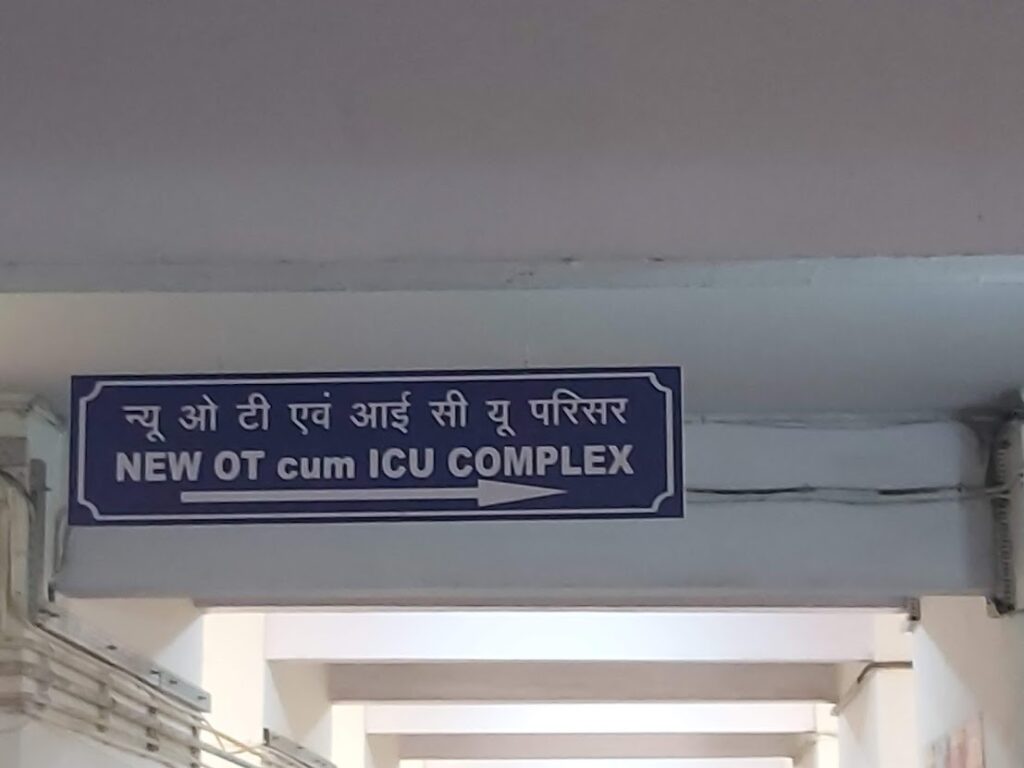 न्यू ओ टी एवं आई सी यू परिसर
NEW OT cum ICU COMPLEX